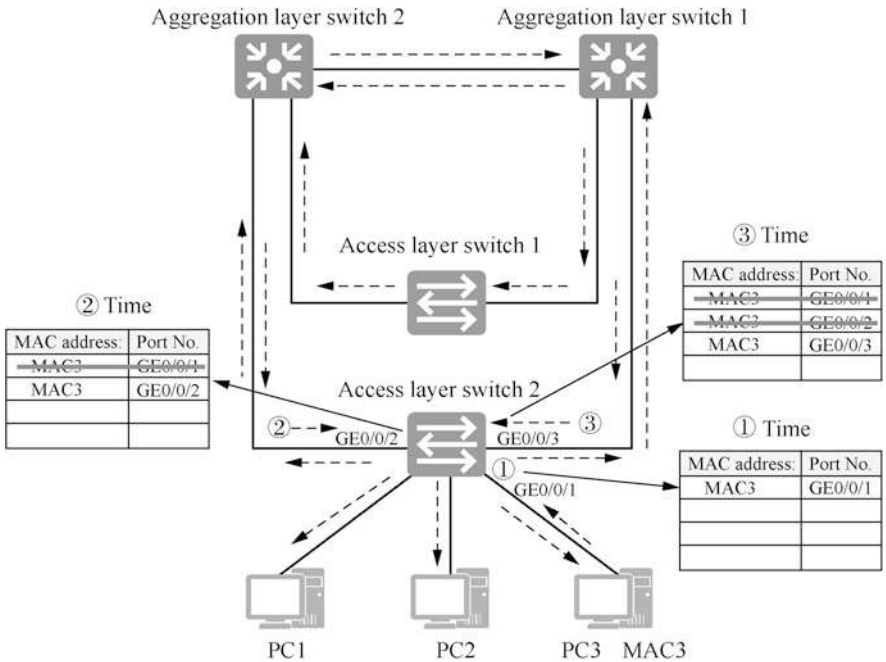 Aggregation layer switch 2
Aggregation layer switch 1
Access layer switch 1
③ Time
MAC address: Port No.
MAC3 GE0/0/1
MAC3 GE0/0/2
MAC3 GE0/0/3
② Time
MAC address: Port No.
MAC3 GE0/0/1
MAC3 GE0/0/2
Access layer switch 2
②
GE0/0/2
GE0/0/3
③
①
GE0/0/1
① Time
MAC address: Port No.
MAC3 GE0/0/1
PC1
PC2
PC3 MAC3